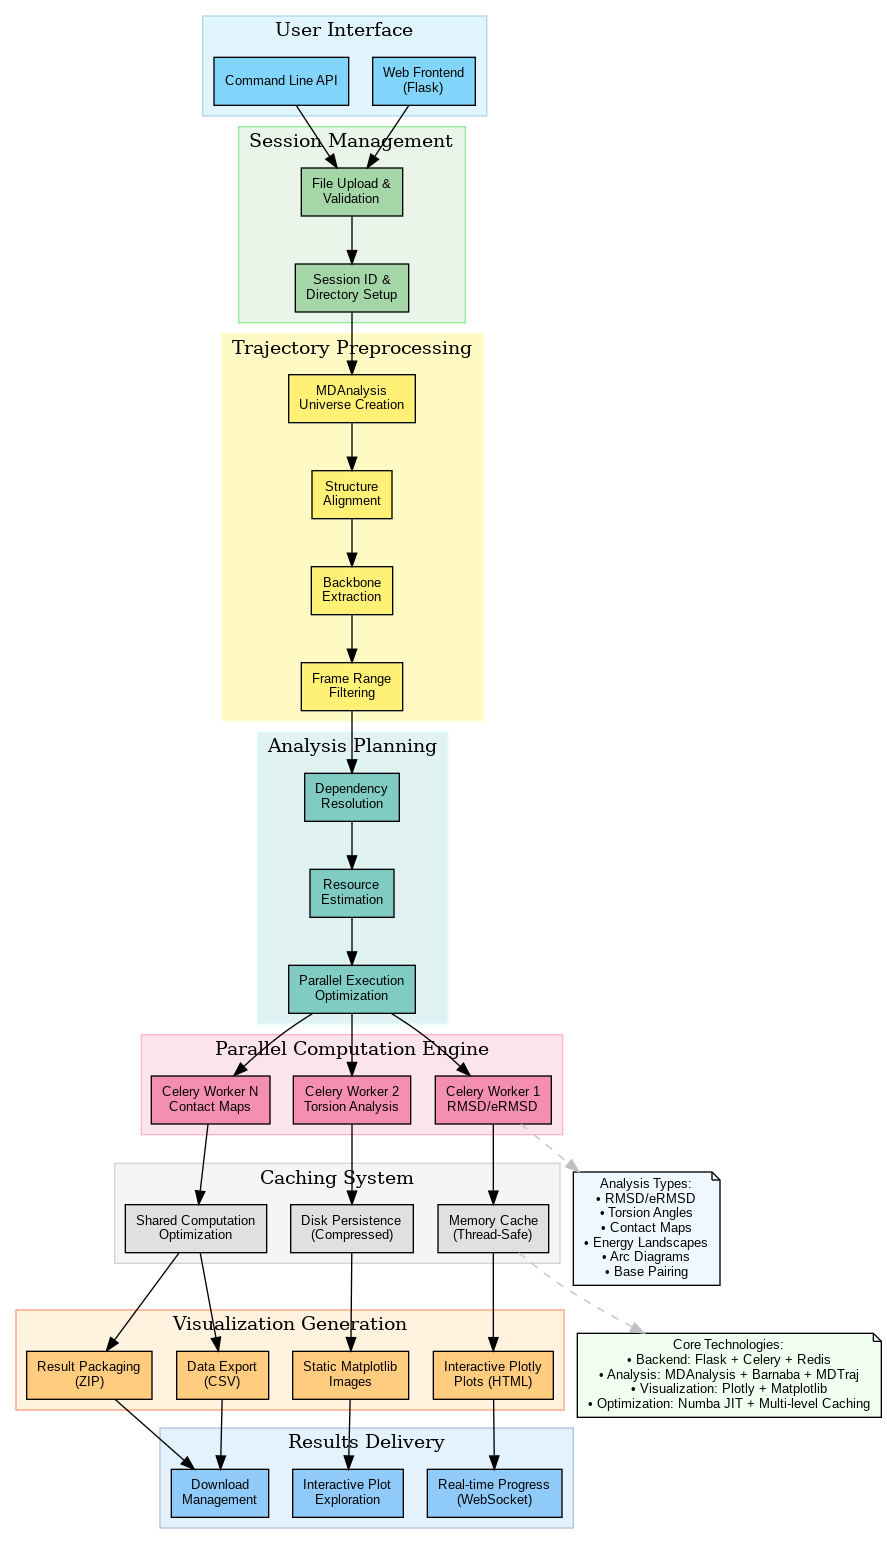 User Interface
Command Line API
Web Frontend
(Flask)
Session Management
File Upload &
Validation
Session ID &
Directory Setup
Trajectory Preprocessing
MDAnalysis
Universe Creation
Structure
Alignment
Backbone
Extraction
Frame Range
Filtering
Analysis Planning
Dependency
Resolution
Resource
Estimation
Parallel Execution
Optimization
Parallel Computation Engine
Celery Worker N
Contact Maps
Celery Worker 2
Torsion Analysis
Celery Worker 1
RMSD/eRMSD
Caching System
Shared Computation
Optimization
Disk Persistence
(Compressed)
Memory Cache
(Thread-Safe)
Analysis Types:
• RMSD/eRMSD
• Torsion Angles
• Contact Maps
• Energy Landscapes
• Arc Diagrams
• Base Pairing
Visualization Generation
Result Packaging
(ZIP)
Data Export
(CSV)
Static Matplotlib
Images
Interactive Plotly
Plots (HTML)
Core Technologies:
• Backend: Flask + Celery + Redis
• Analysis: MDAnalysis + Barnaba + MDTraj
• Visualization: Plotly + Matplotlib
• Optimization: Numba JIT + Multi-level Caching
Results Delivery
Download
Management
Interactive Plot
Exploration
Real-time Progress
(WebSocket)